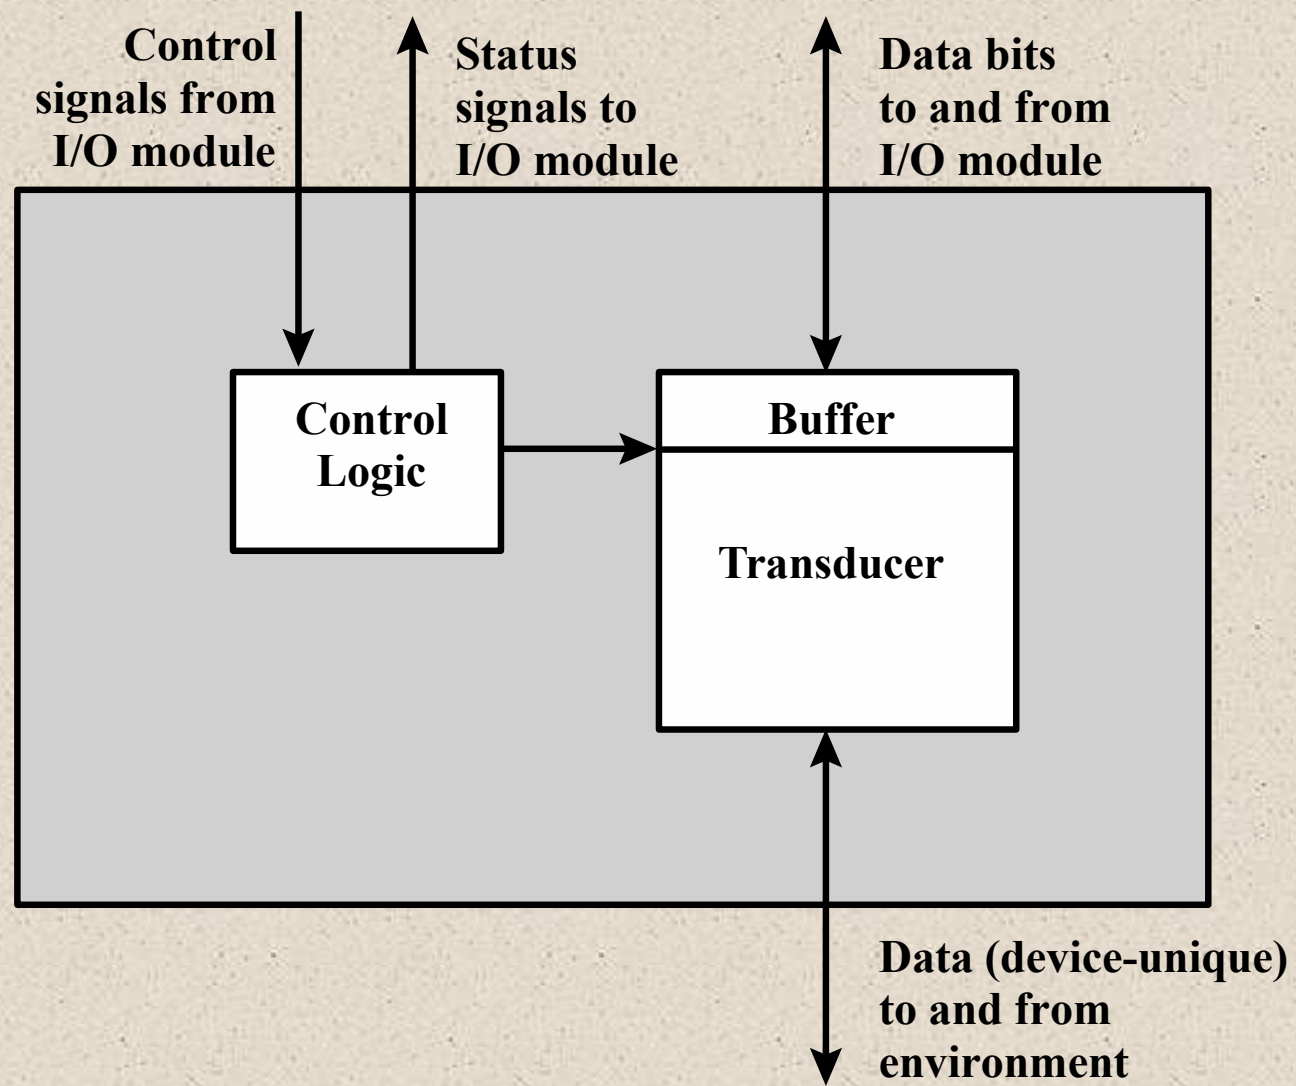 Control
signals from
I/O module
Status
signals to
I/O module
Data bits
to and from
I/O module
Control
Logic
Buffer
Transducer
Data (device-unique)
to and from
environment